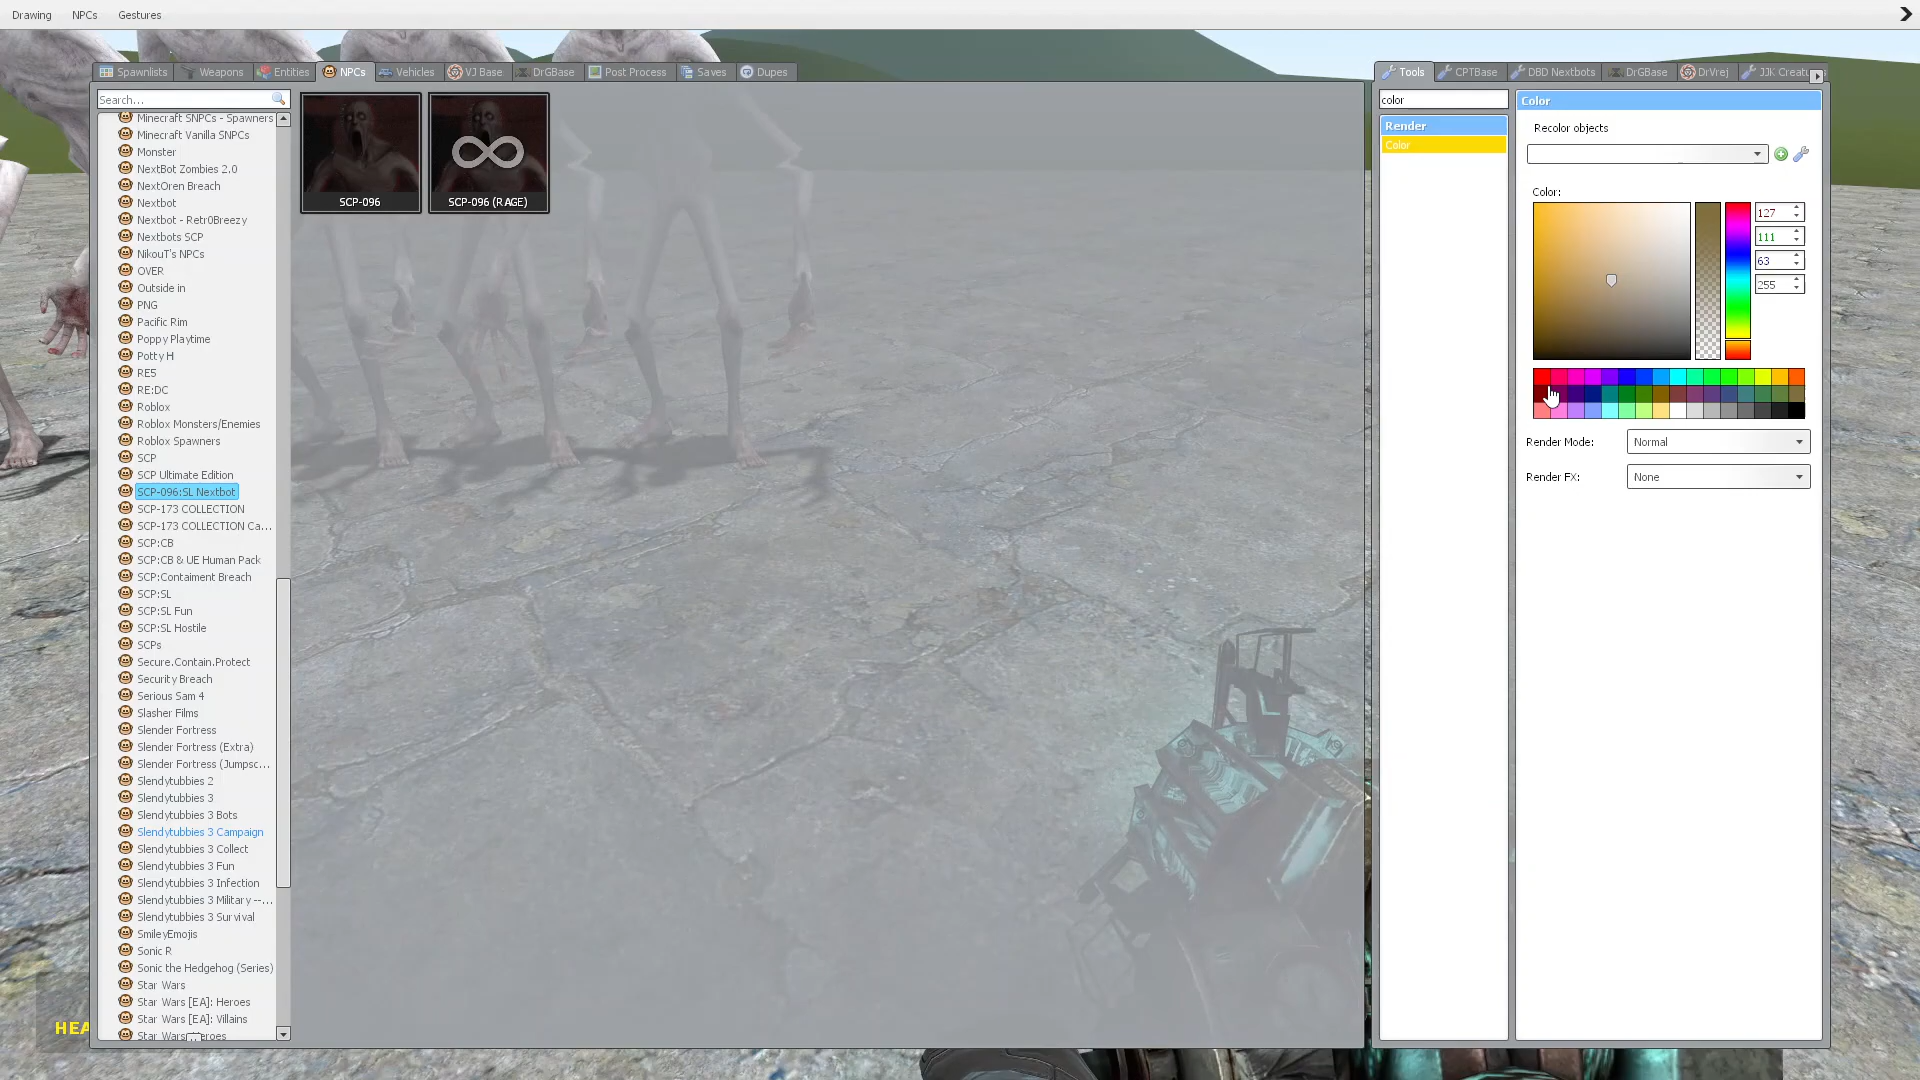 Drawing NPCs Gestures
Spawnlists Weapons Entities NPCs Vehicles VJ Base DrGBase Post Process Saves Dupes
Search...
Minecraft SNPCs - Spawners
Minecraft Vanilla SNPCs
Monster
NextBot Zombies 2.0
NextOren Breach
Nextbot
Nextbot - Retr0Breezy
Nextbots SCP
NikouT's NPCs
OVER
Outside in
PNG
Pacific Rim
Poppy Playtime
Potty H
RE5
RE:DC
Roblox
Roblox Monsters/Enemies
Roblox Spawners
SCP
SCP Ultimate Edition
SCP-096:SL Nextbot
SCP-173 COLLECTION
SCP-173 COLLECTION Ca...
SCP:CB
SCP:CB & UE Human Pack
SCP:Contaiment Breach
SCP:SL
SCP:SL Fun
SCP:SL Hostile
SCPs
Secure.Contain.Protect
Security Breach
Serious Sam 4
Slasher Films
Slender Fortress
Slender Fortress (Extra)
Slender Fortress (Jumpsc...
Slendytubbies 2
Slendytubbies 3
Slendytubbies 3 Bots
Slendytubbies 3 Campaign
Slendytubbies 3 Collect
Slendytubbies 3 Fun
Slendytubbies 3 Infection
Slendytubbies 3 Military --...
Slendytubbies 3 Survival
SmileyEmojis
Sonic R
Sonic the Hedgehog (Series)
Star Wars
Star Wars [EA]: Heroes
Star Wars [EA]: Villains
Star Wars
SCP-096 SCP-096 (RAGE)
HEA
Tools CPTBase DBD Nextbots DrGBase DrVrej JJK Creatu
color
Render
Color
Color
Recolor objects
Color:
127
111
63
255
Render Mode: Normal
Render FX: None